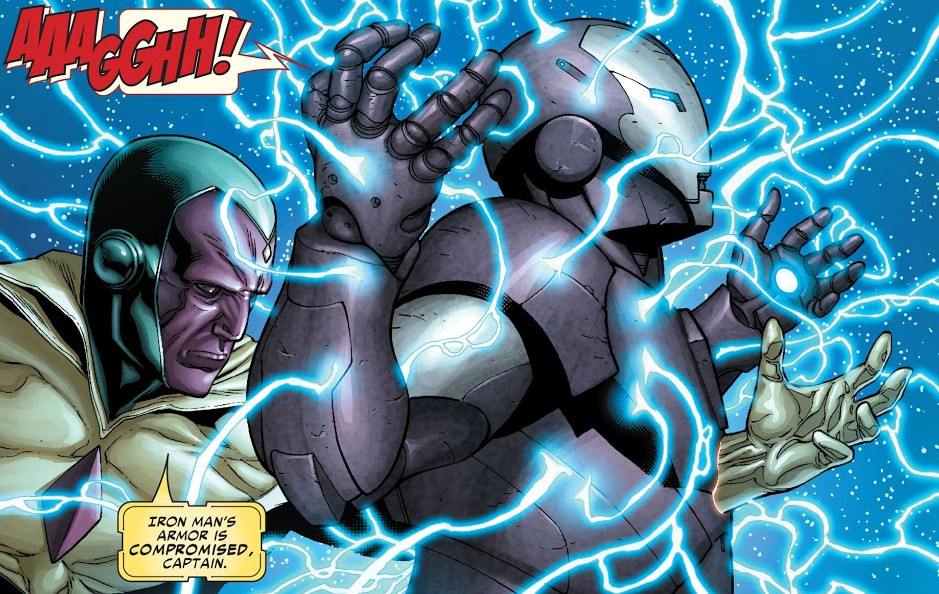 AAAGGHH!
IRON MAN'S
ARMOR IS
COMPROMISED,
CAPTAIN.